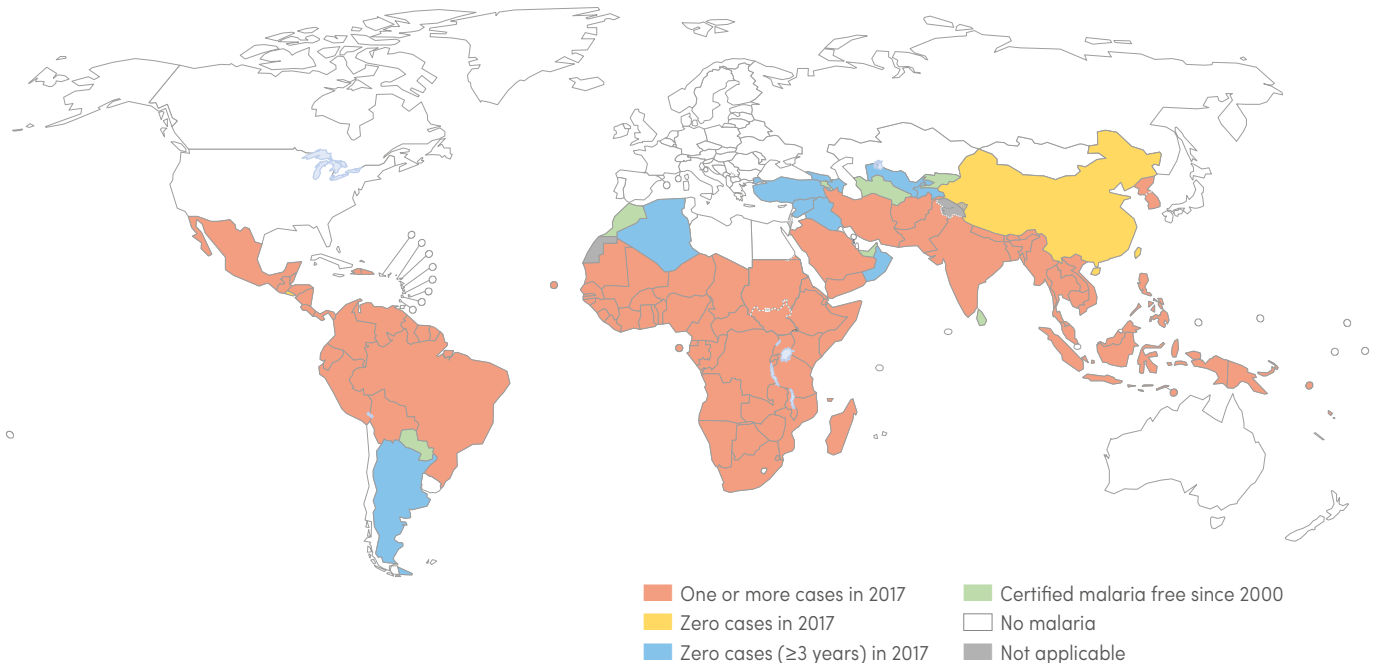 One or more cases in 2017
Zero cases in 2017
Zero cases (≥3 years) in 2017
Certified malaria free since 2000
No malaria
Not applicable